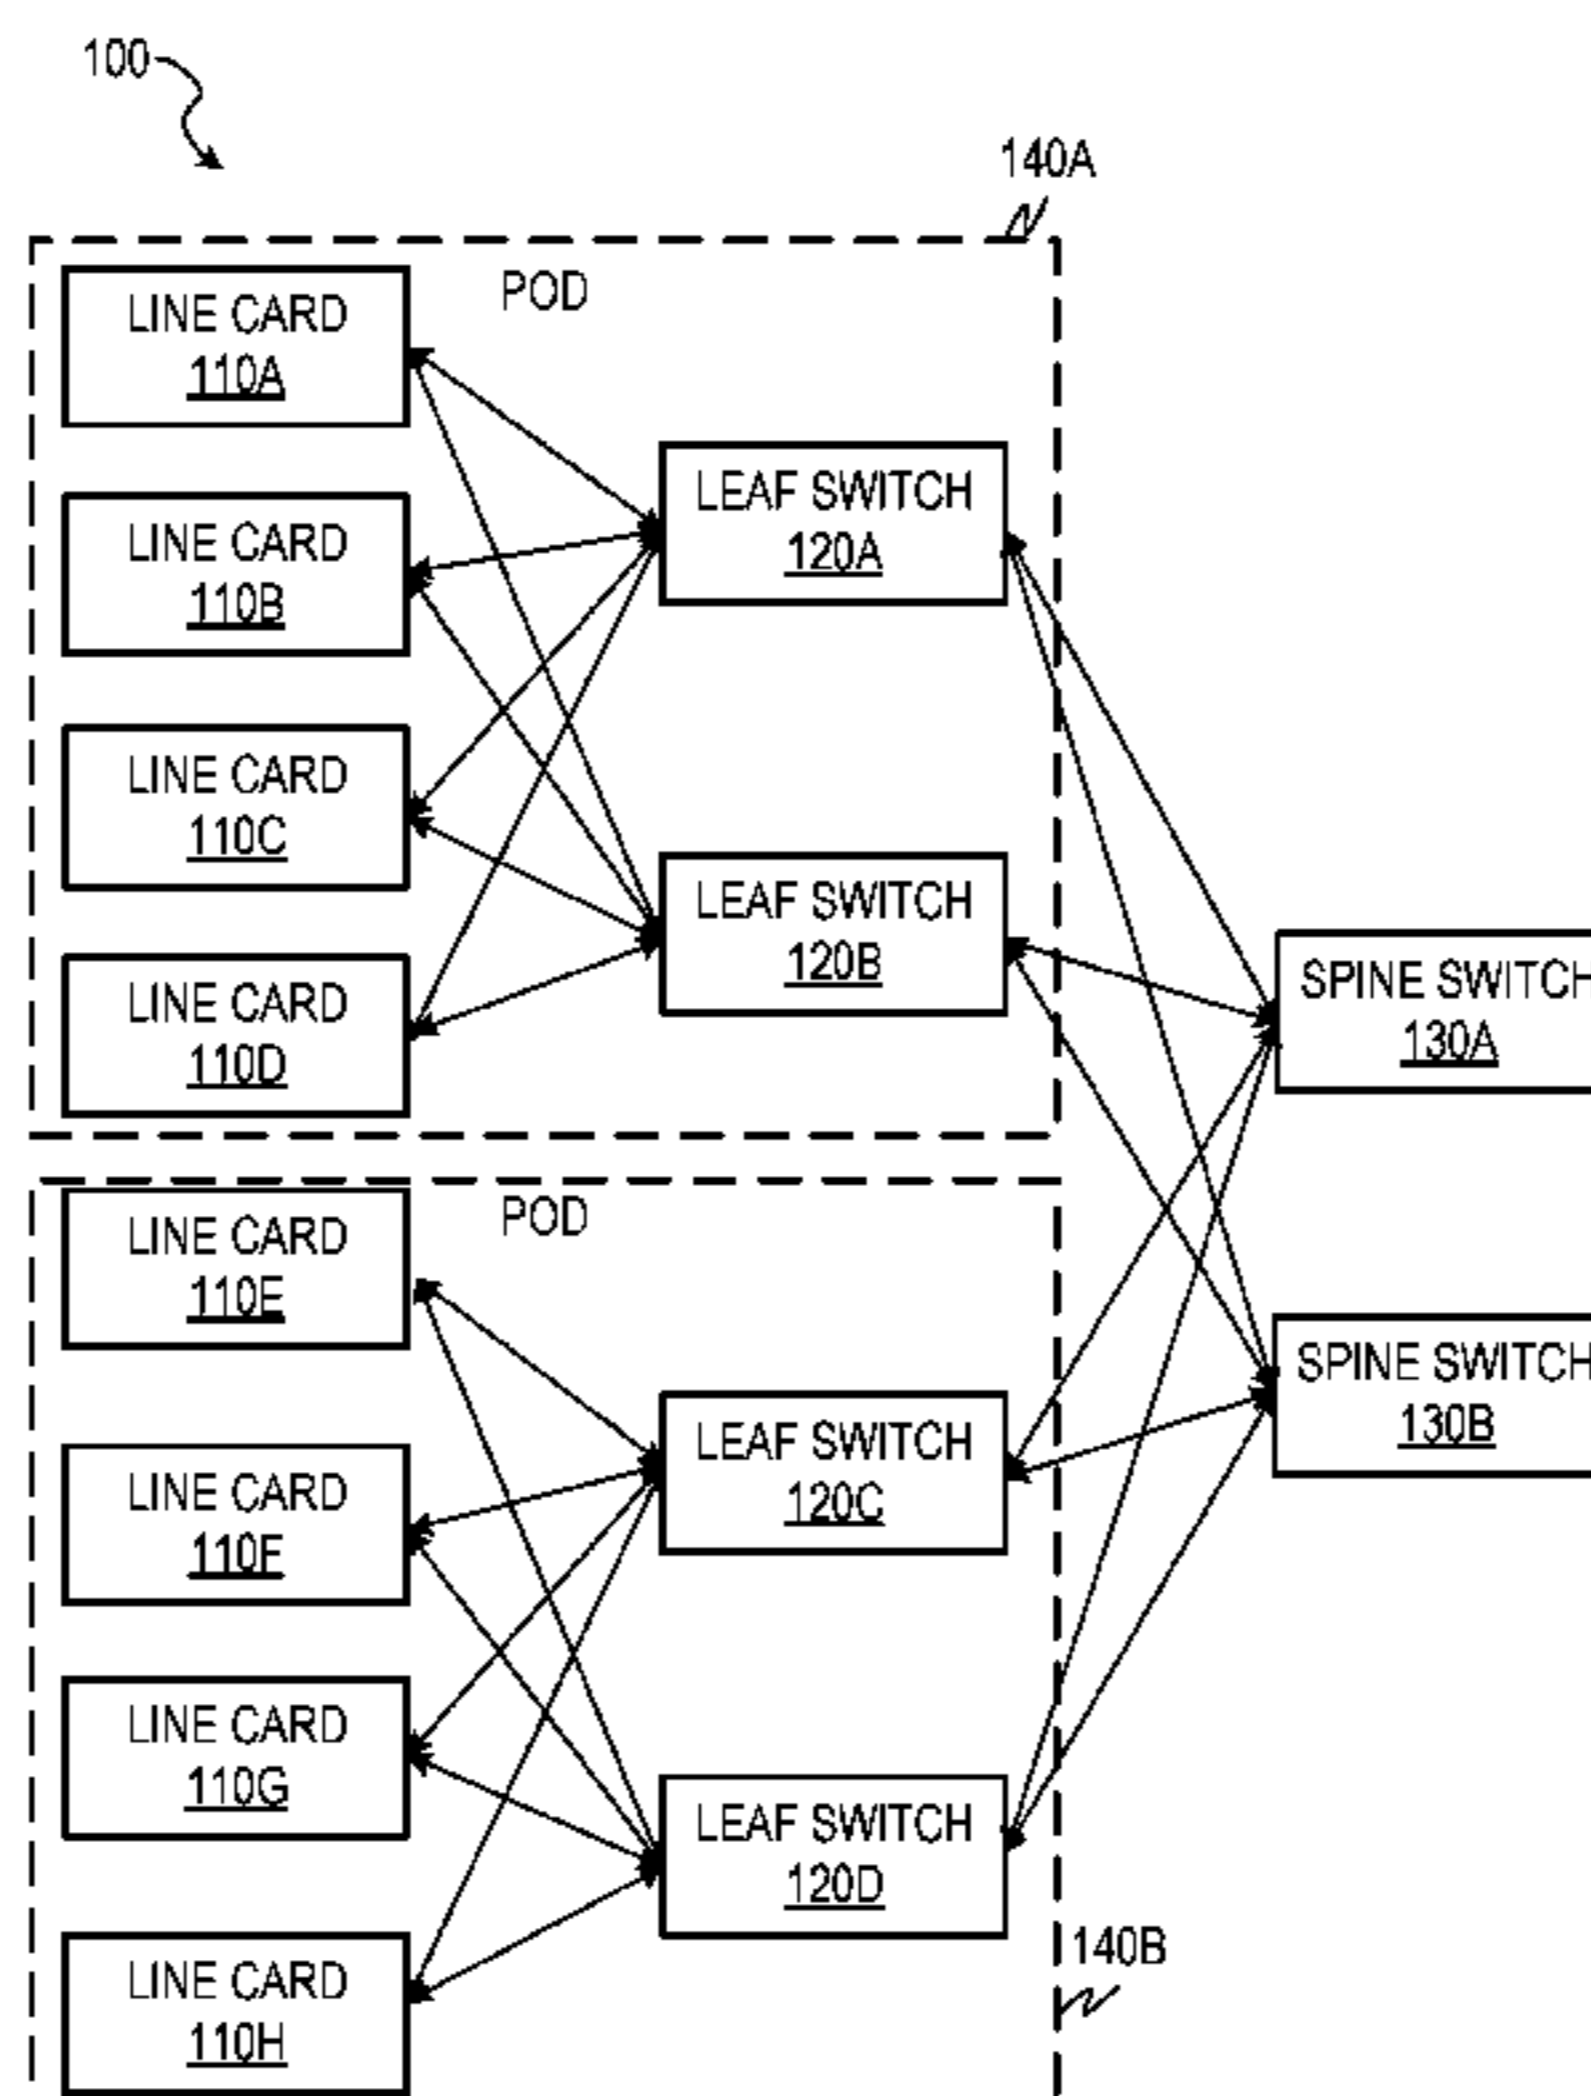 100
140A
POD
LINE CARD
110A
LINE CARD
110B
LINE CARD
110C
LINE CARD
110D
LEAF SWITCH
120A
LEAF SWITCH
120B
SPINE SWITCH
130A
SPINE SWITCH
130B
POD
LINE CARD
110E
LINE CARD
110F
LINE CARD
110G
LINE CARD
110H
LEAF SWITCH
120C
LEAF SWITCH
120D
140B